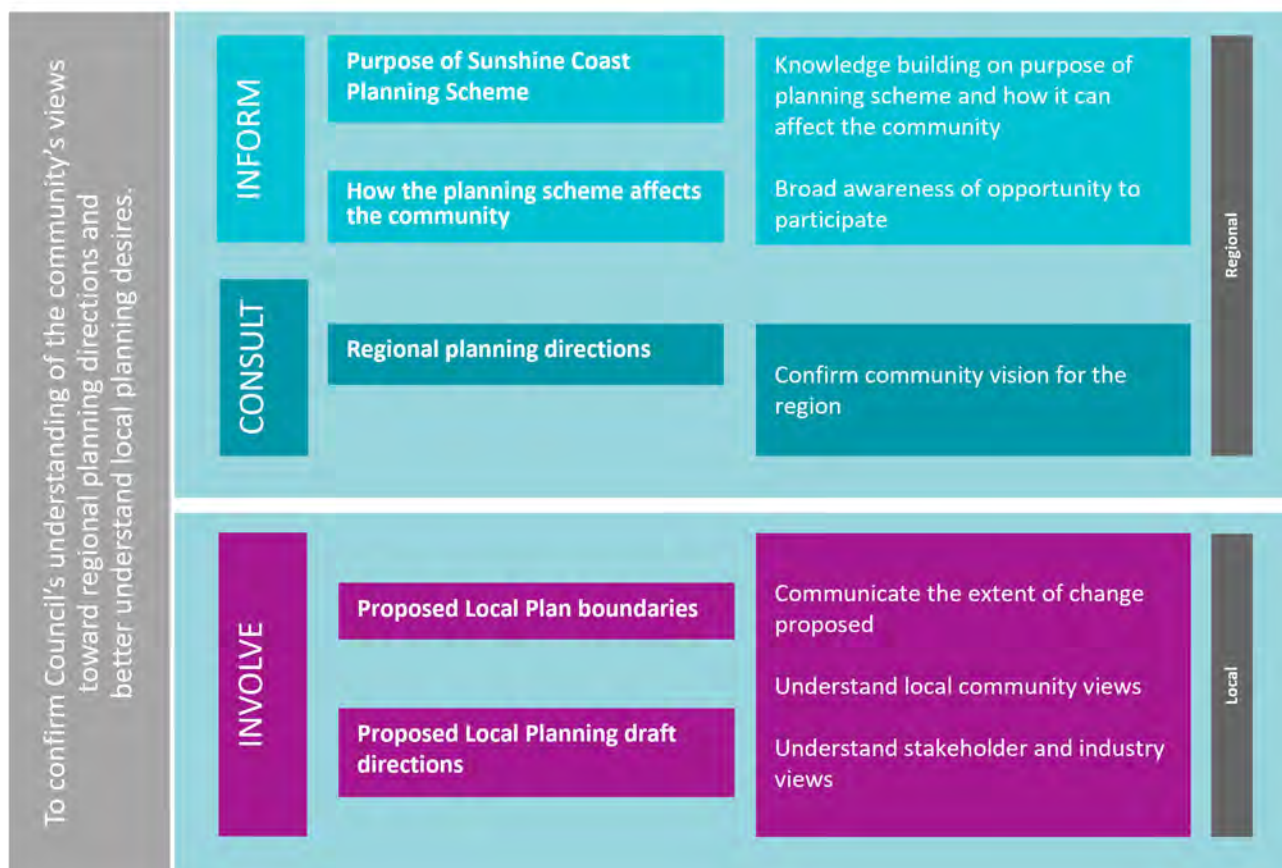 To confirm Council's understanding of the community's views
toward regional planning directions and
better understand local planning desires.
INFORM
Purpose of Sunshine Coast
Planning Scheme
How the planning scheme affects
the community
Knowledge building on purpose of
planning scheme and how it can
affect the community
Broad awareness of opportunity to
participate
CONSULT
Regional planning directions
Confirm community vision for the
region
Regional
INVOLVE
Proposed Local Plan boundaries
Proposed Local Planning draft
directions
Communicate the extent of change
proposed
Understand local community views
Understand stakeholder and industry
views
Local